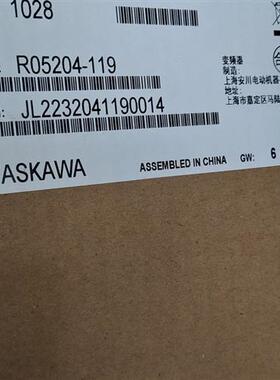 1028
R05204-119
JL2232041190014
变频器
制造:
上海安川电动机器
地址:
上海市嘉定区马陆
ASKAWA
ASSEMBLED IN CHINA
GW: 6